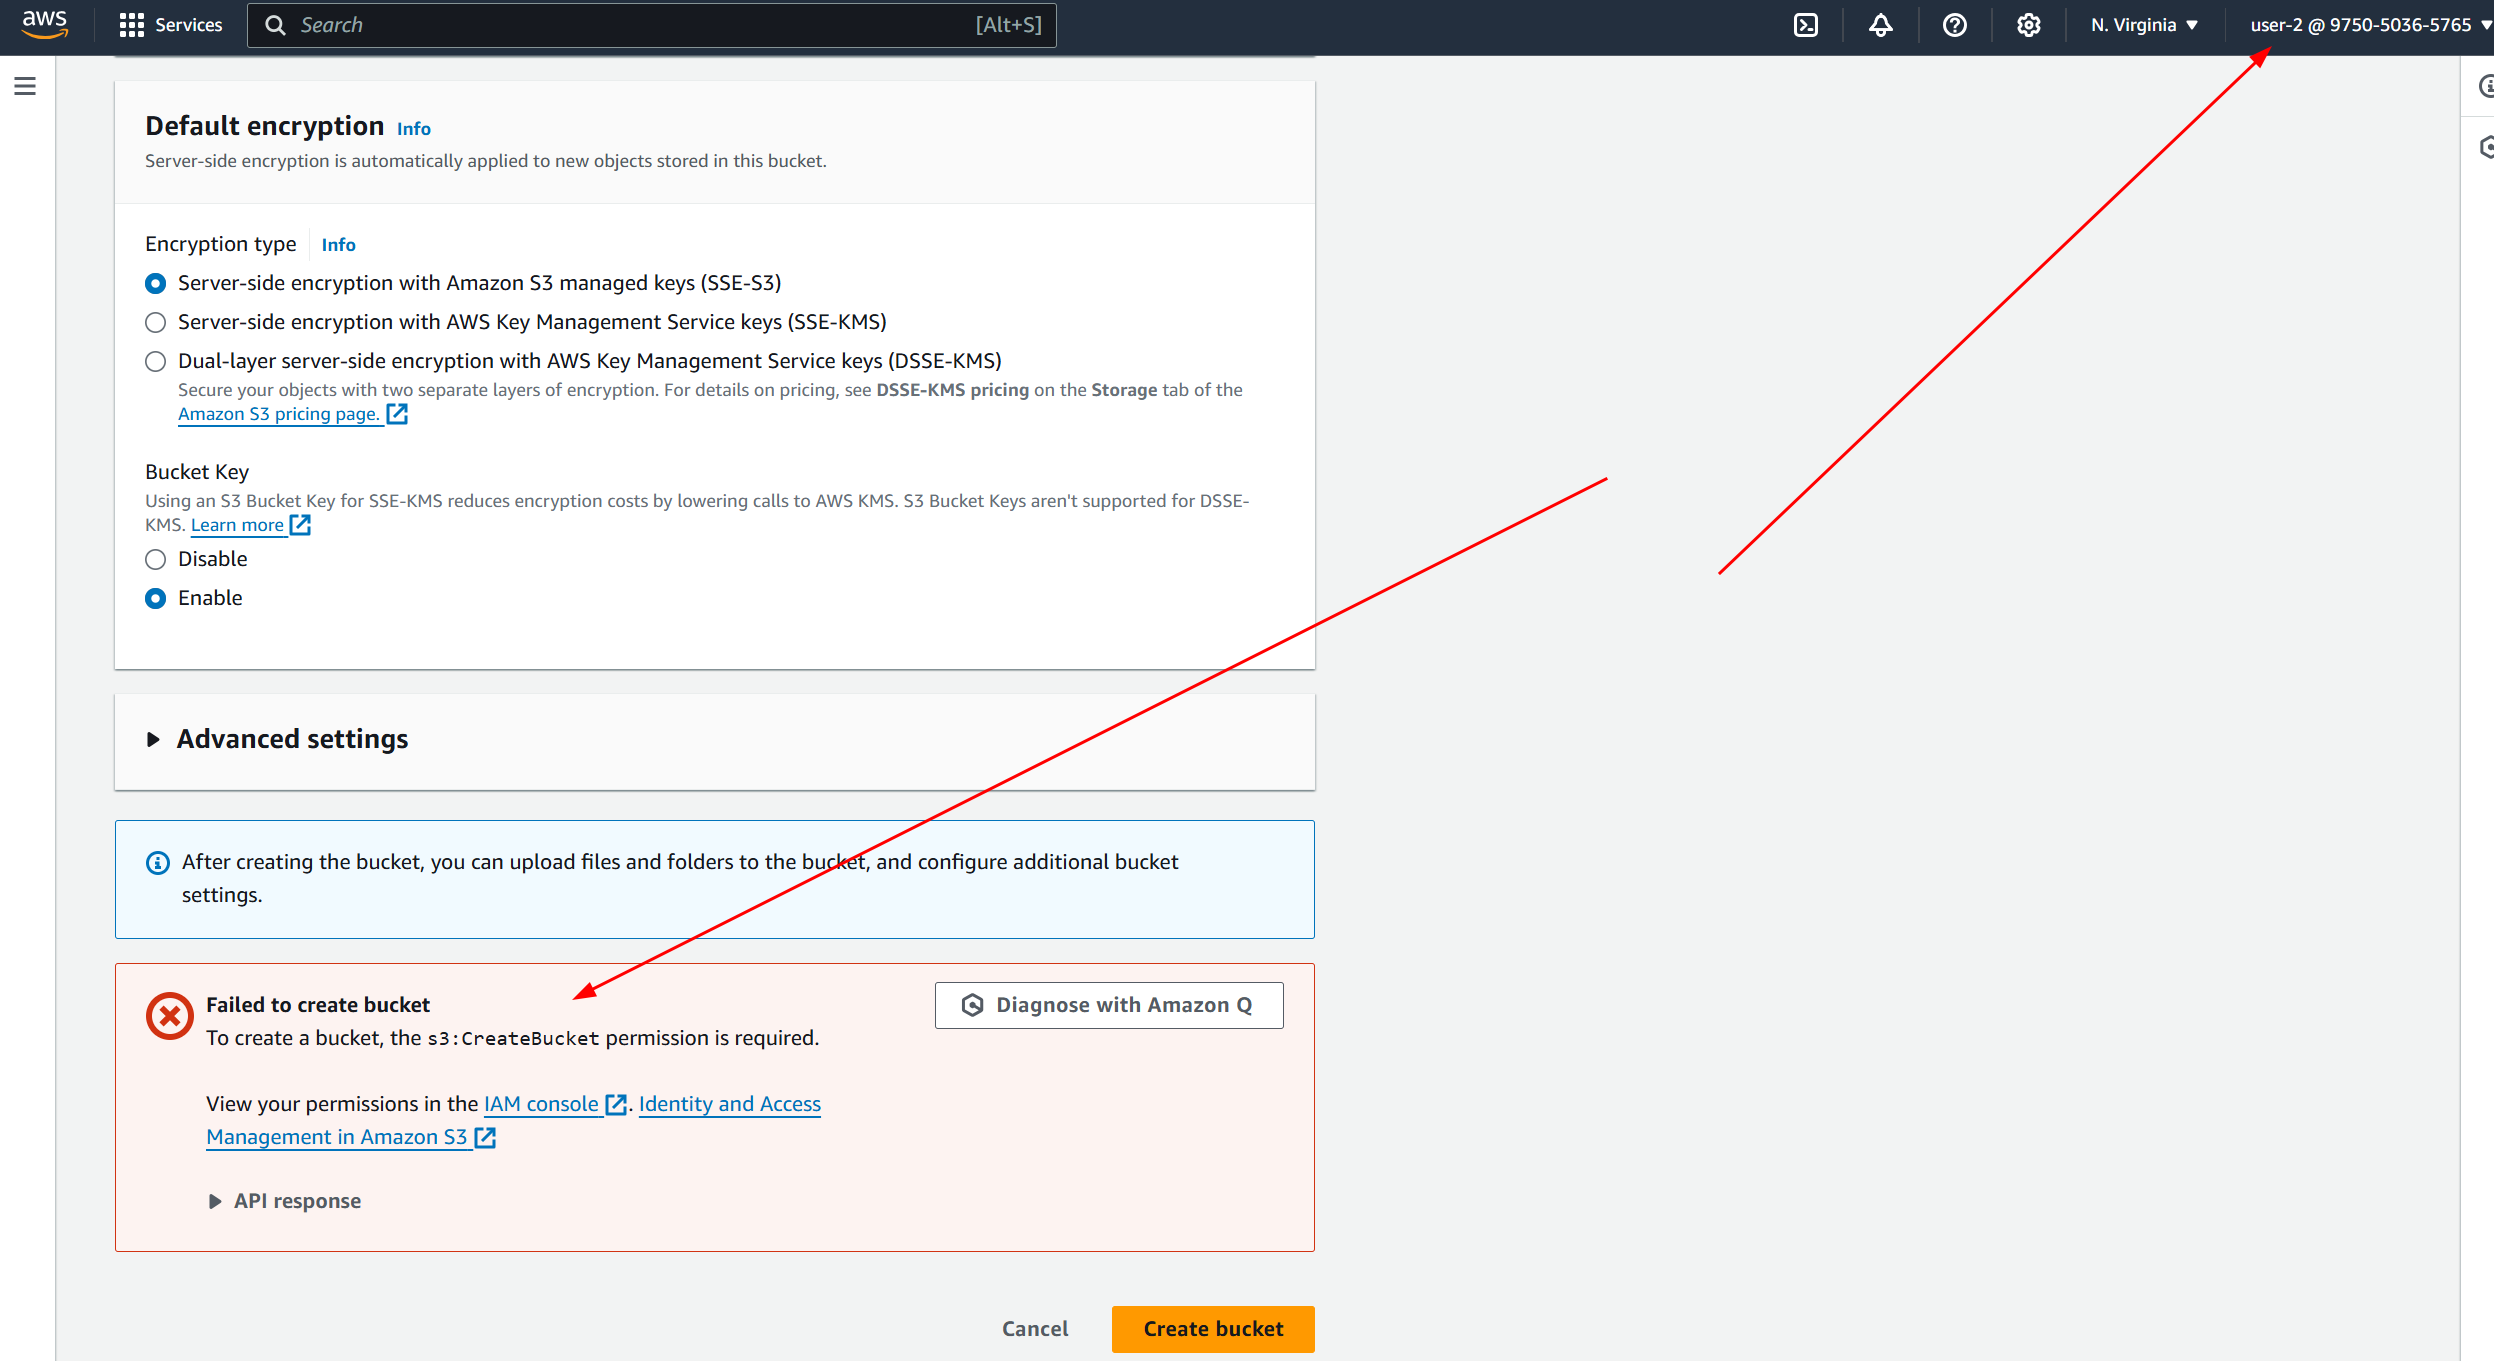 aws
Services
Search
[Alt+S]
N. Virginia
user-2 @ 9750-5036-5765
Default encryption Info
Server-side encryption is automatically applied to new objects stored in this bucket.
Encryption type Info
Server-side encryption with Amazon S3 managed keys (SSE-S3)
Server-side encryption with AWS Key Management Service keys (SSE-KMS)
Dual-layer server-side encryption with AWS Key Management Service keys (DSSE-KMS)
Secure your objects with two separate layers of encryption. For details on pricing, see DSSE-KMS pricing on the Storage tab of the
Amazon S3 pricing page.
Bucket Key
Using an S3 Bucket Key for SSE-KMS reduces encryption costs by lowering calls to AWS KMS. S3 Bucket Keys aren't supported for DSSE-
KMS. Learn more
Disable
Enable
Advanced settings
After creating the bucket, you can upload files and folders to the bucket, and configure additional bucket
settings.
Failed to create bucket
Diagnose with Amazon Q
To create a bucket, the s3:CreateBucket permission is required.
View your permissions in the IAM console. Identity and Access
Management in Amazon S3
API response
Cancel
Create bucket